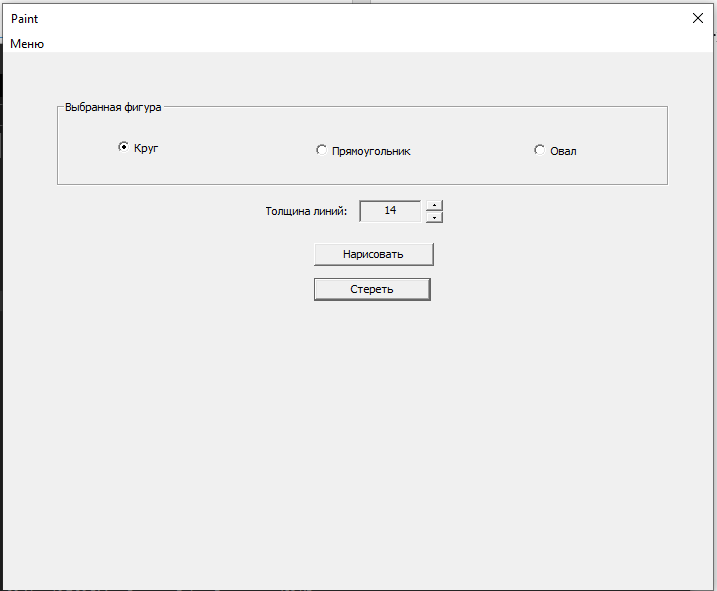 Paint
Меню
Выбранная фигура
Круг Прямоугольник Овал
Толщина линий: 14
Нарисовать
Стереть